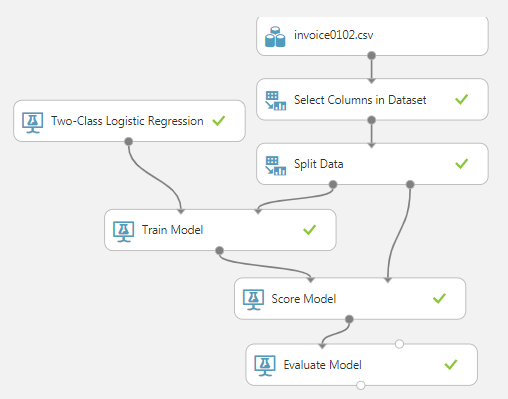 invoice0102.csv
Select Columns in Dataset
Two-Class Logistic Regression
Split Data
Train Model
Score Model
Evaluate Model